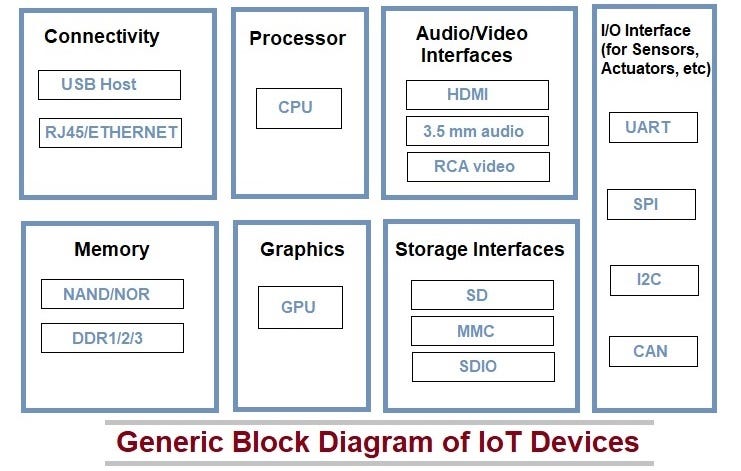 Connectivity
USB Host
RJ45/ETHERNET
Processor
CPU
Audio/Video
Interfaces
HDMI
3.5 mm audio
RCA video
I/O Interface
(for Sensors,
Actuators, etc)
UART
SPI
I2C
CAN
Memory
NAND/NOR
DDR1/2/3
Graphics
GPU
Storage Interfaces
SD
MMC
SDIO
Generic Block Diagram of IoT Devices